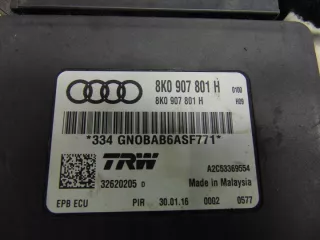 8K0 907 801 H 0100
8K0 907 801 H H09
*334 GNOBAB6ASF771*
TRW
A2C53369554
32620205 D
Made in Malaysia
EPB ECU PIR 30.01.16 0002 0577